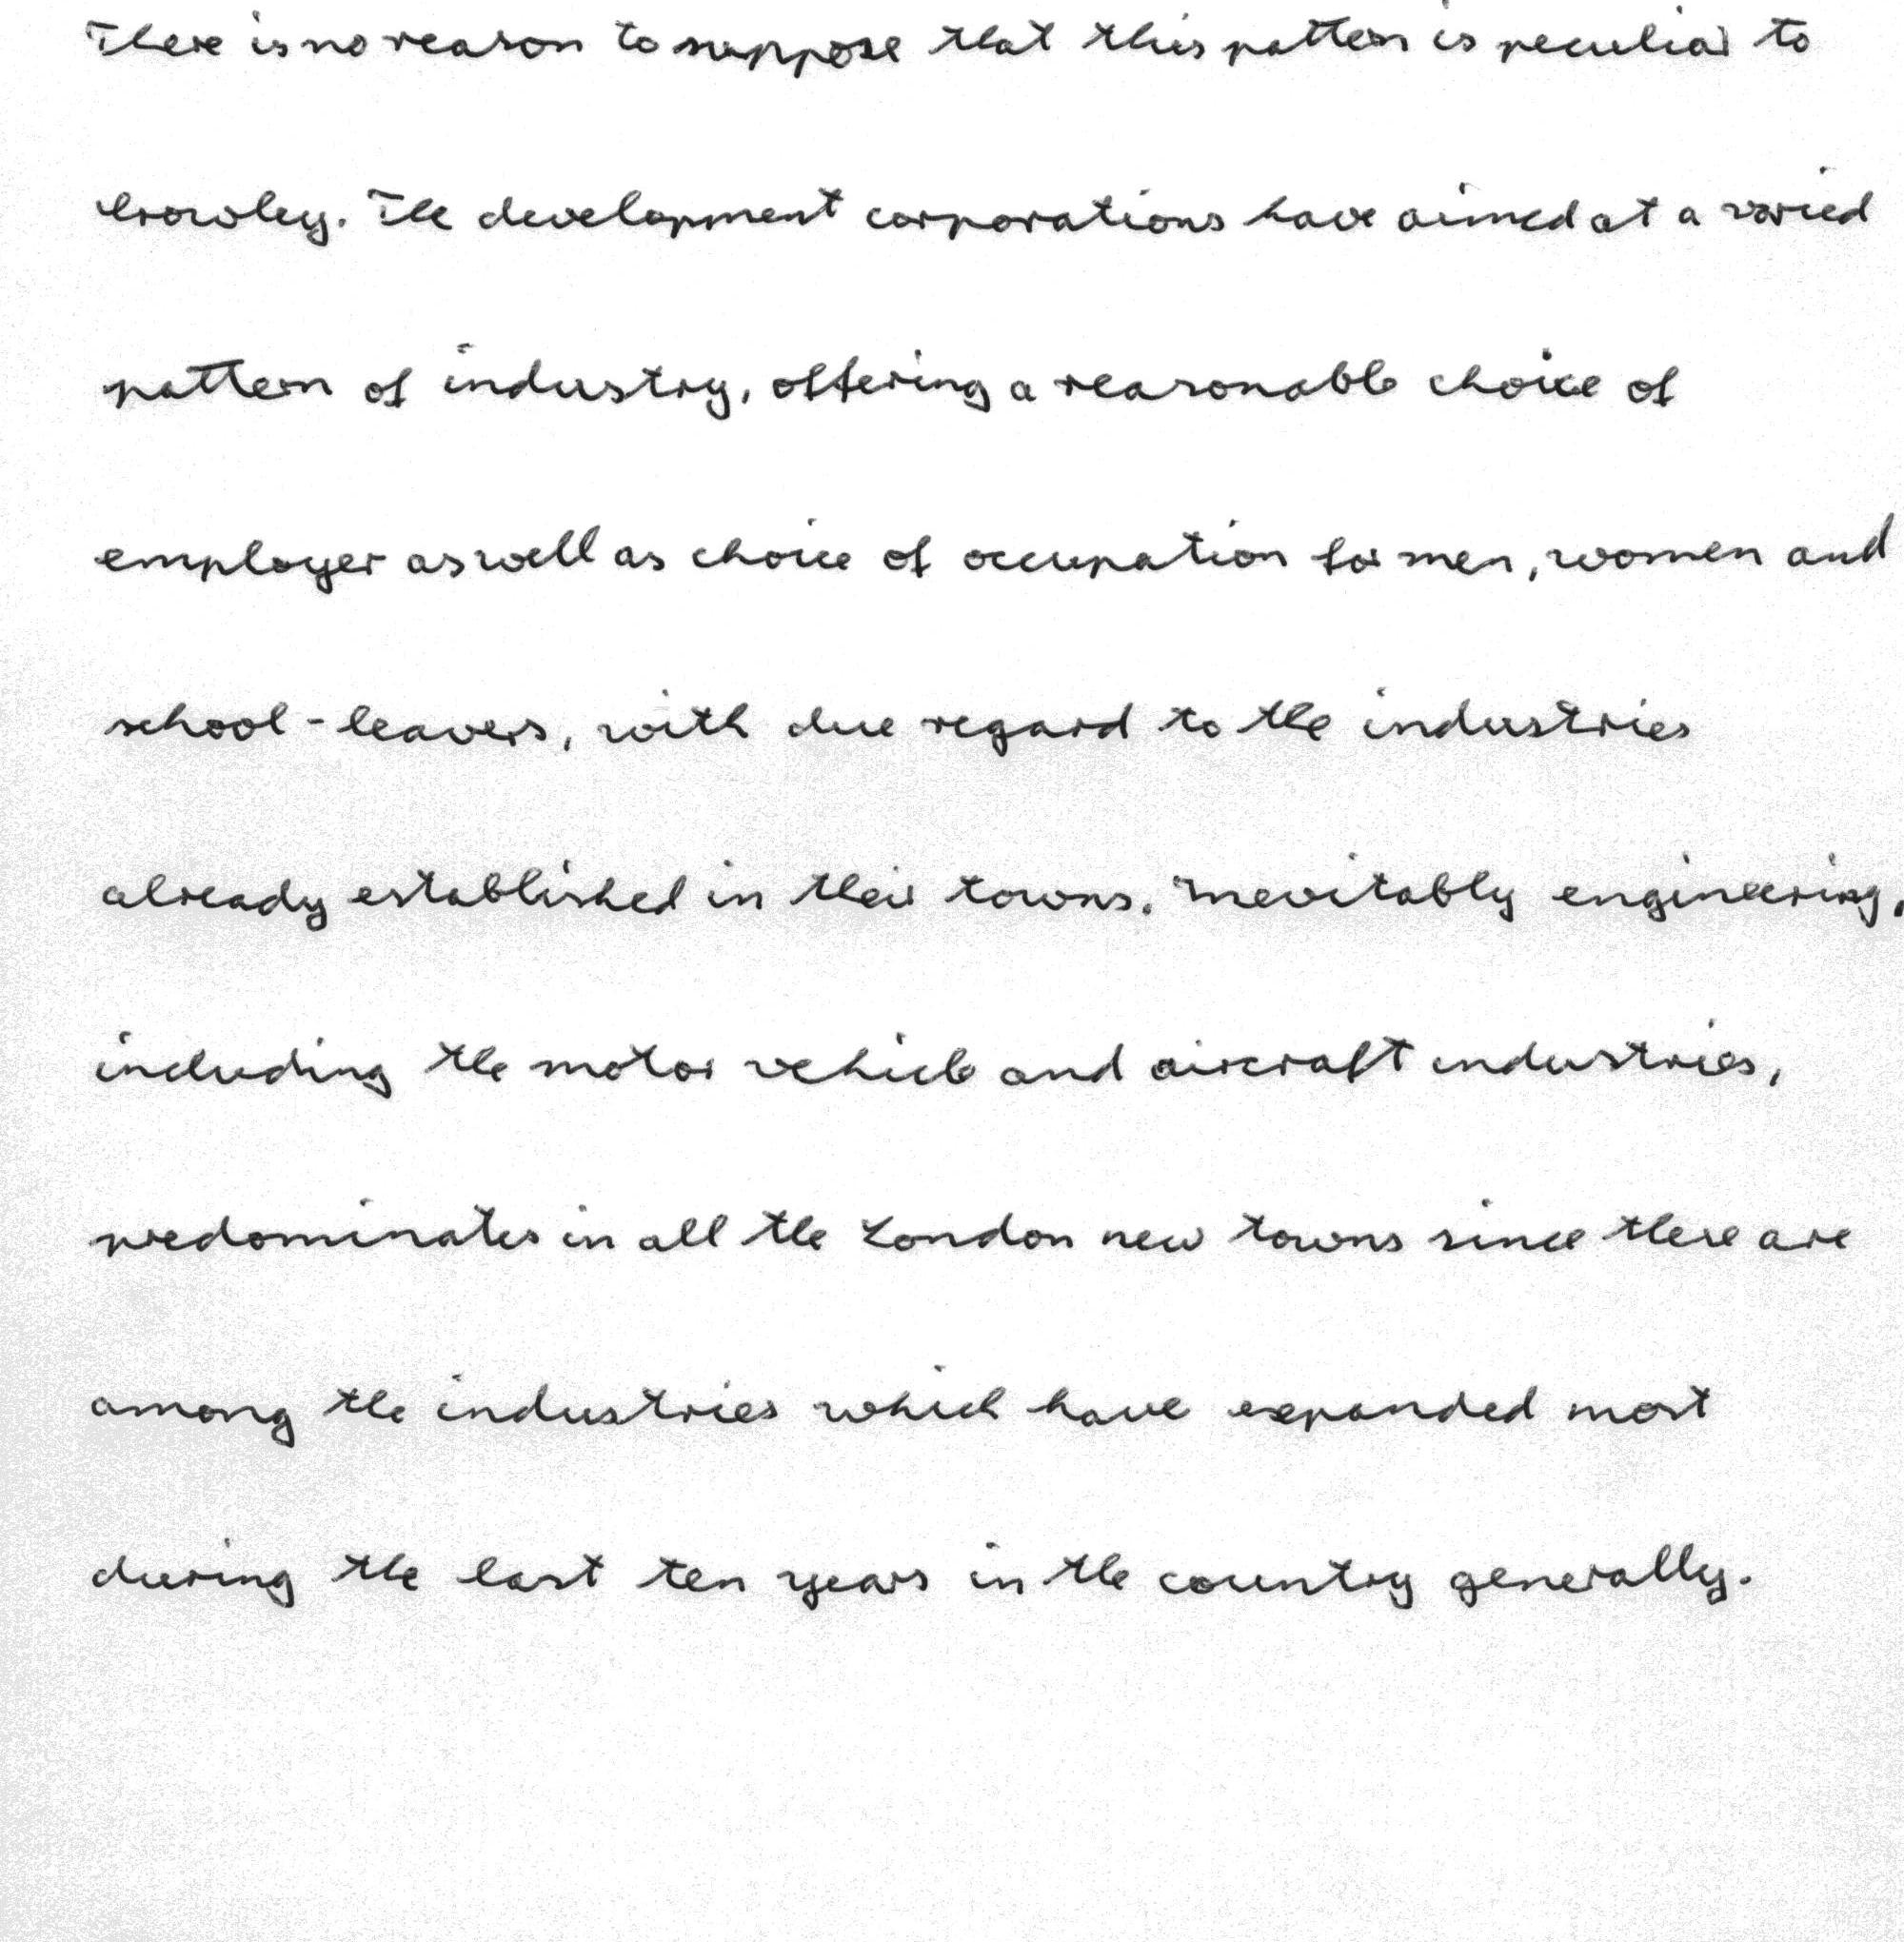 There is no reason to suppose that this pattern is peculiar to
Crawley. The development corporations have aimed at a varied
pattern of industry, offering a reasonable choice of
employer as well as choice of occupation for men, women and
school-leavers, with due regard to the industries
already established in their towns. Inevitably engineering,
including the motor vehicle and aircraft industries,
predominates in all the London new towns since these are
among the industries which have expanded most
during the last ten years in the country generally.